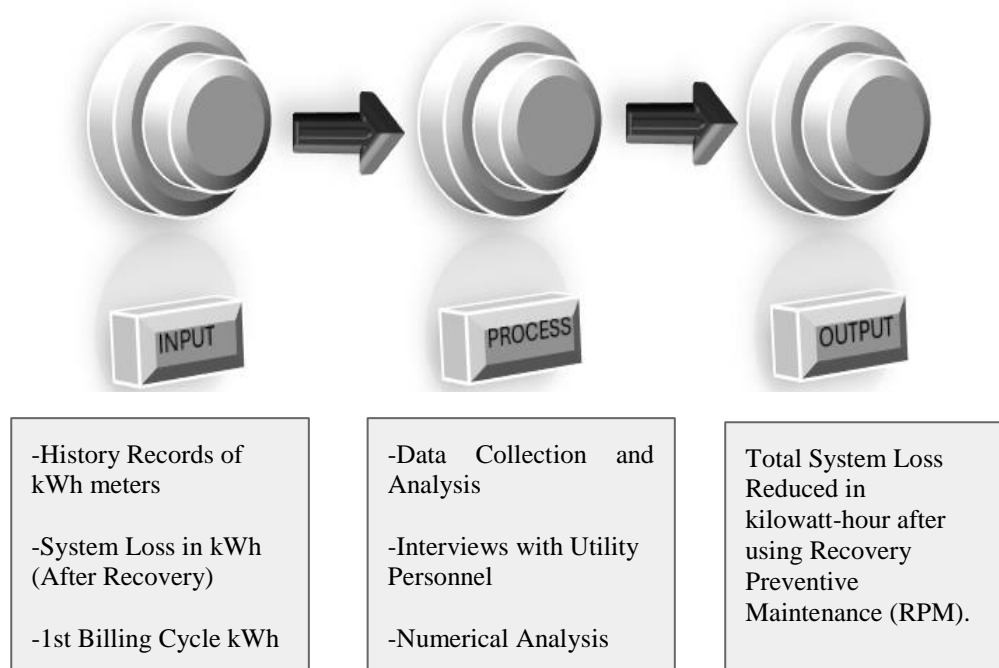 INPUT
PROCESS
OUTPUT
-History Records of
kWh meters
-System Loss in kWh
(After Recovery)
-1st Billing Cycle kWh
-Data Collection and
Analysis
-Interviews with Utility
Personnel
-Numerical Analysis
Total System Loss
Reduced in
kilowatt-hour after
using Recovery
Preventive
Maintenance (RPM).